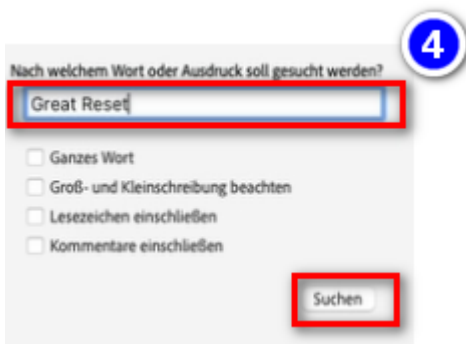 4
Nach welchem Wort oder Ausdruck soll gesucht werden?
Great Reset
Ganzes Wort
Groß- und Kleinschreibung beachten
Lesezeichen einschließen
Kommentare einschließen
Suchen